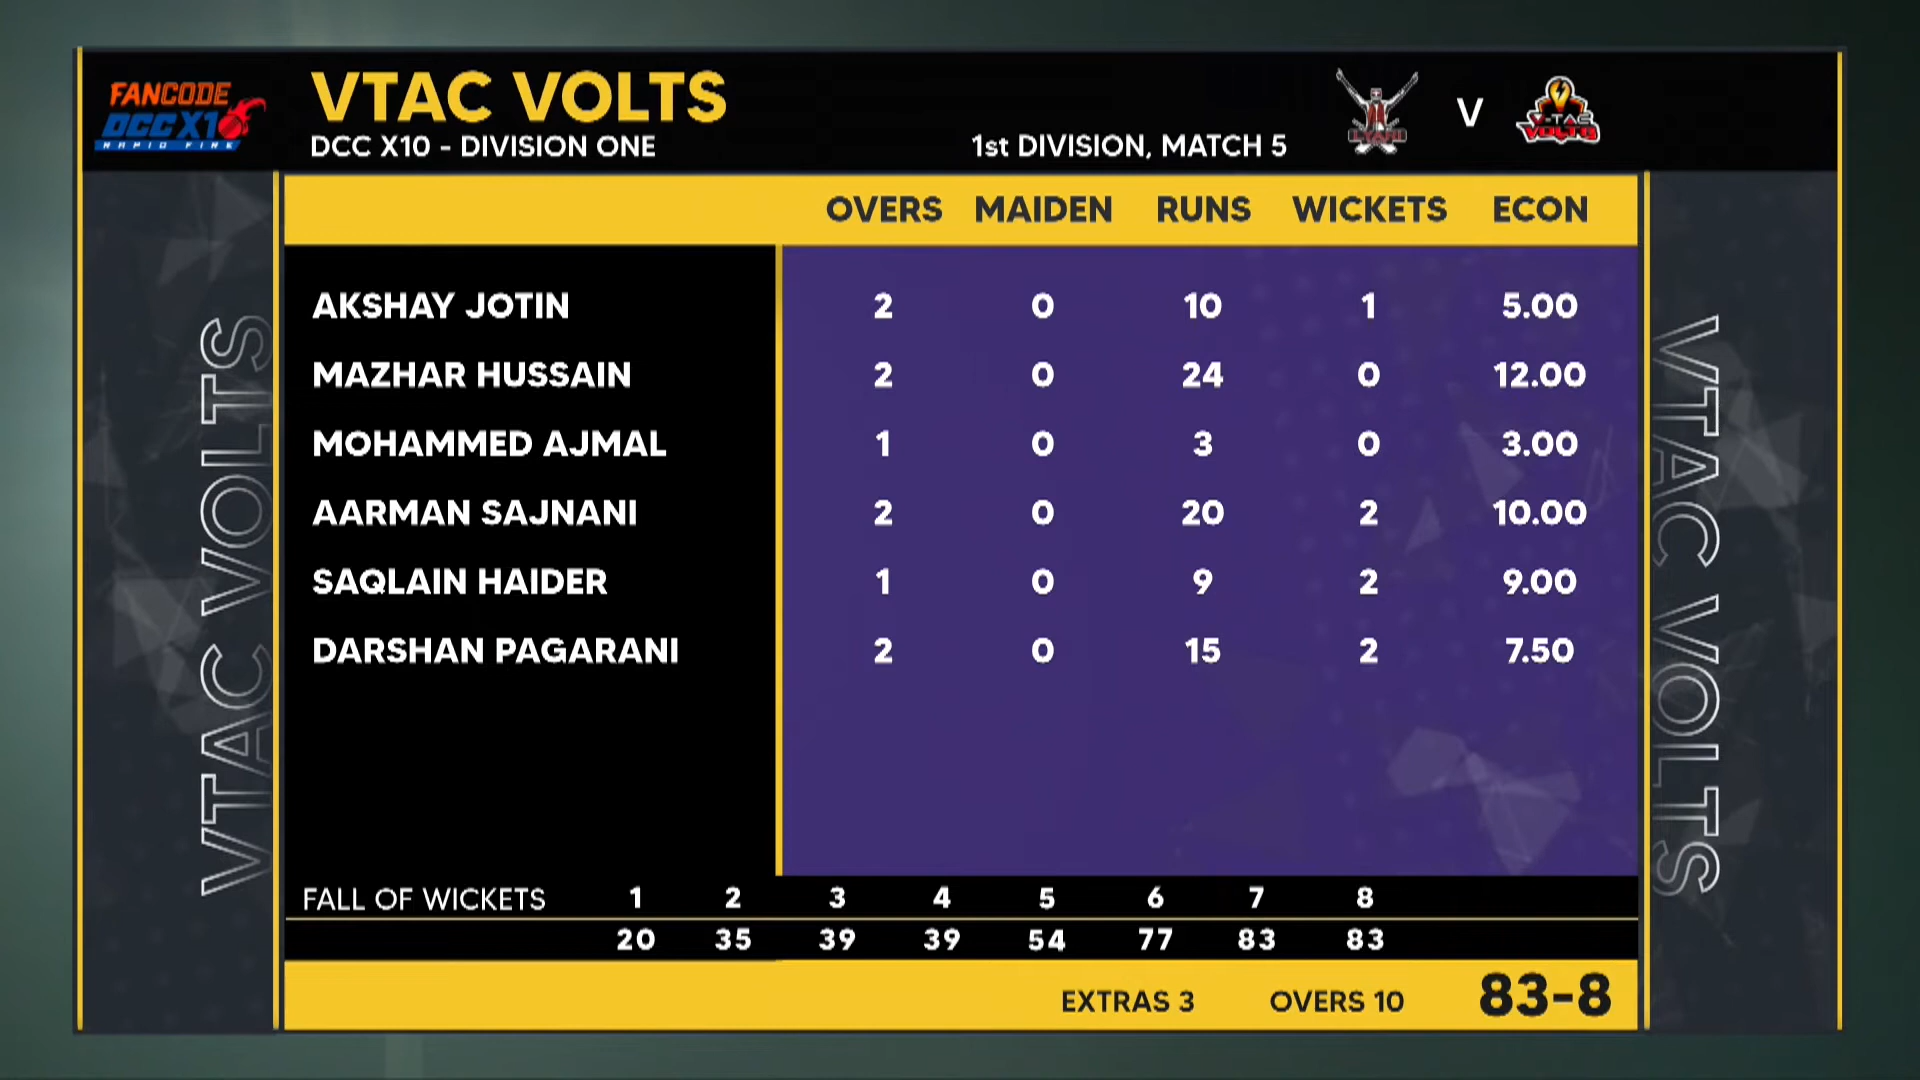 FANCODE
DCC X10
RAPID FIRE
VTAC VOLTS
DCC X10 - DIVISION ONE
1st DIVISION, MATCH 5
LYARI
V
V-TAC
VOLTS
OVERS MAIDEN RUNS WICKETS ECON
AKSHAY JOTIN 2 0 10 1 5.00
MAZHAR HUSSAIN 2 0 24 0 12.00
MOHAMMED AJMAL 1 0 3 0 3.00
AARMAN SAJNANI 2 0 20 2 10.00
SAQLAIN HAIDER 1 0 9 2 9.00
DARSHAN PAGARANI 2 0 15 2 7.50
FALL OF WICKETS 1 2 3 4 5 6 7 8
20 35 39 39 54 77 83 83
EXTRAS 3 OVERS 10 83-8
VTAC VOLTS
VTAC VOLTS